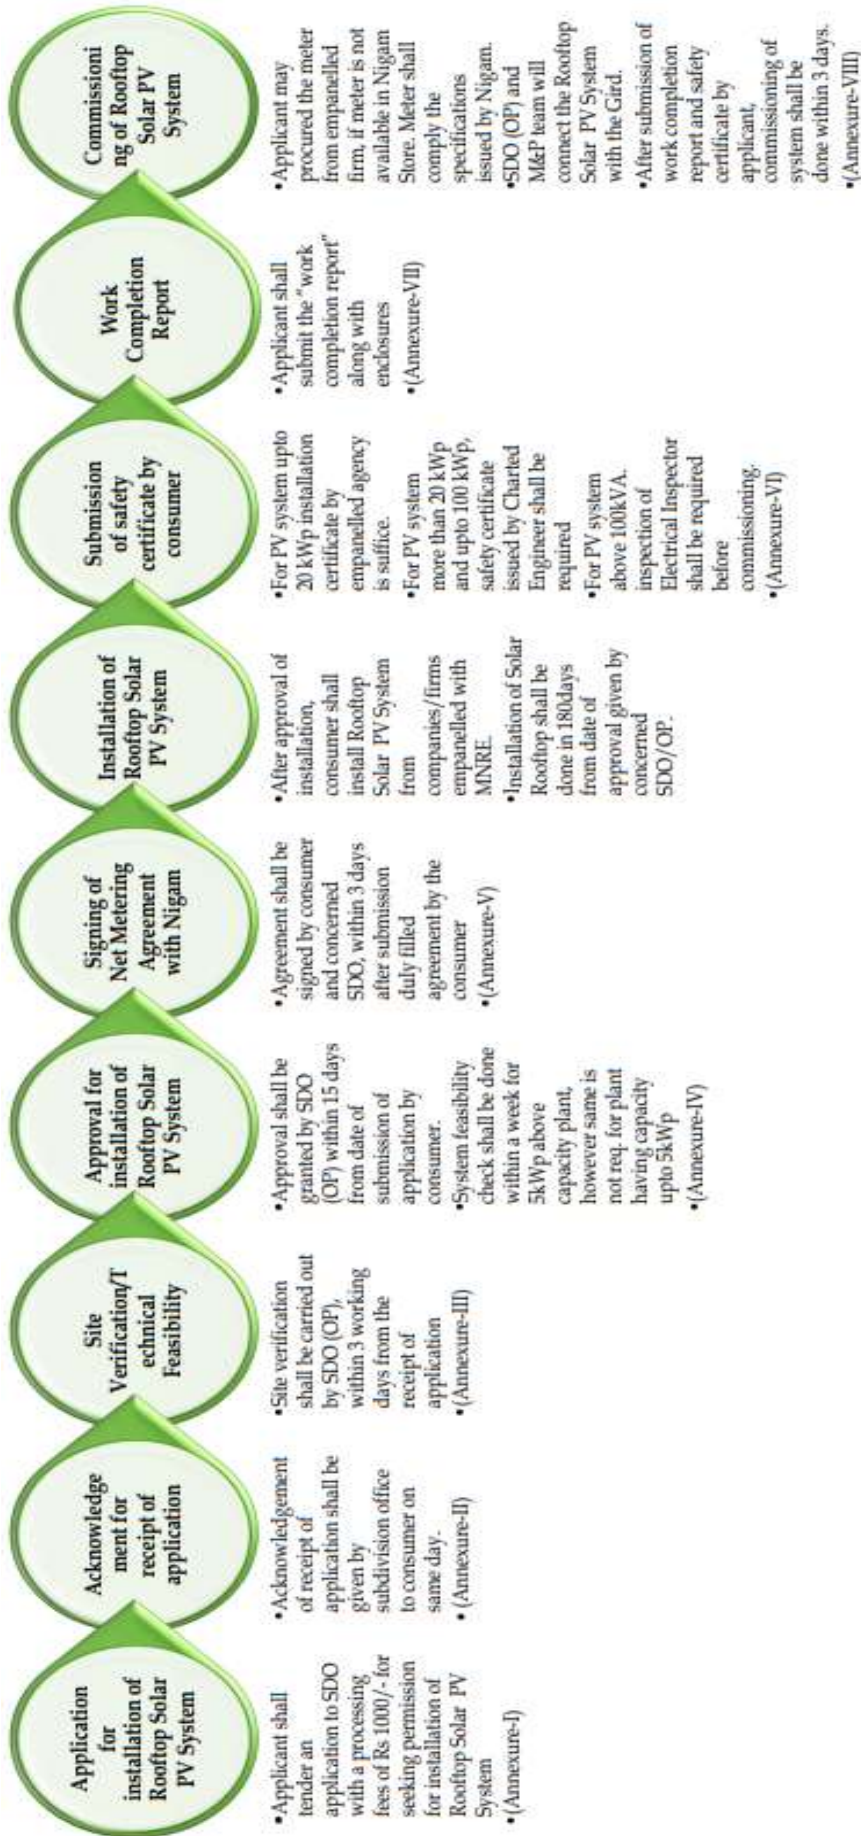 Application
for
installation of
Rooftop Solar
PV System
•Applicant shall
tender an
application to SDO
with a processing
fees of Rs 1000/- for
seeking permission
for installation of
Rooftop Solar PV
System
•(Annexure-I)
Acknowledge
ment for
receipt of
application
•Acknowledgement
of receipt of
application shall be
given by
subdivision office
to consumer on
same day.
• (Annexure-II)
Site
Verification/T
echnical
Feasibility
•Site verification
shall be carried out
by SDO (OP),
within 3 working
days from the
receipt of
application
•(Annexure-III)
Approval for
installation of
Rooftop Solar
PV System
•Approval shall be
granted by SDO
(OP) within 15 days
from date of
submission of
application by
consumer.
•System feasibility
check shall be done
within a week for
5kWp above
capacity plant,
however same is
not req. for plant
having capacity
upto 5kWp
•(Annexure-IV)
Signing of
Net Metering
Agreement
with Nigam
•Agreement shall be
signed by consumer
and concerned
SDO, within 3 days
after submission
duly filled
agreement by the
consumer
•(Annexure-V)
Installation of
Rooftop Solar
PV System
•After approval of
installation,
consumer shall
install Rooftop
Solar PV System
from
companies/firms
empanelled with
MNRE.
•Installation of Solar
Rooftop shall be
done in 180days
from date of
approval given by
concerned
SDO/OP.
Submission
of safety
certificate by
consumer
•For PV system upto
20 kWp installation
certificate by
empanelled agency
is suffice.
•For PV system
more than 20 kWp
and upto 100 kWp,
safety certificate
issued by Charted
Engineer shall be
required
•For PV system
above 100kVA.
inspection of
Electrical Inspector
shall be required
before
commissioning.
•(Annexure-VI)
Work
Completion
Report
•Applicant shall
submit the "work
completion report"
along with
enclosures
•(Annexure-VII)
Commissioni
ng of Rooftop
Solar PV
System
•Applicant may
procured the meter
from empanelled
firm, if meter is not
available in Nigam
Store. Meter shall
comply the
specifications
issued by Nigam.
•SDO (OP) and
M&P team will
connect the Rooftop
Solar PV System
with the Gird.
•After submission of
work completion
report and safety
certificate by
applicant,
commissioning of
system shall be
done within 3 days.
•(Annexure-VIII)